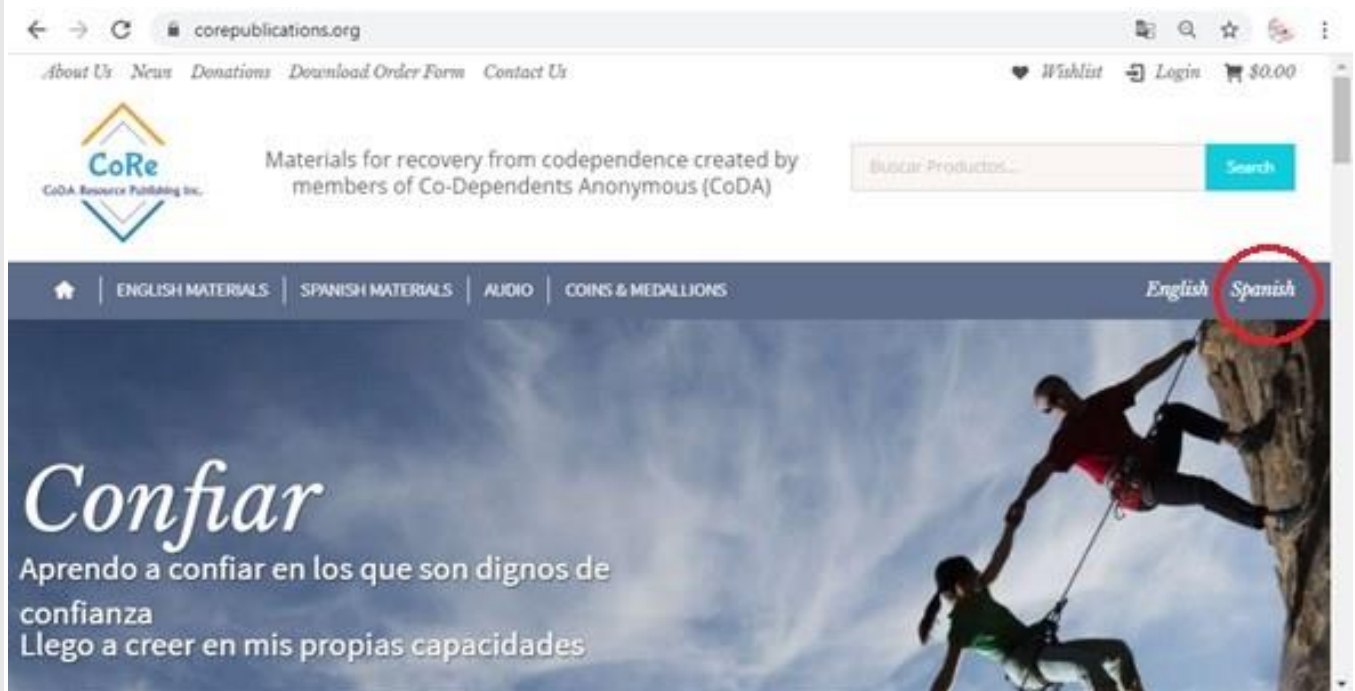 corepublications.org
About Us News Donations Download Order Form Contact Us
Wishlist Login $0.00
CoRe
CoDA Resource Publishing Inc.
Materials for recovery from codependence created by
members of Co-Dependents Anonymous (CoDA)
Buscar Productos...
Search
ENGLISH MATERIALS SPANISH MATERIALS AUDIO COINS & MEDALLIONS
English Spanish
Confiar
Aprendo a confiar en los que son dignos de
confianza
Llego a creer en mis propias capacidades